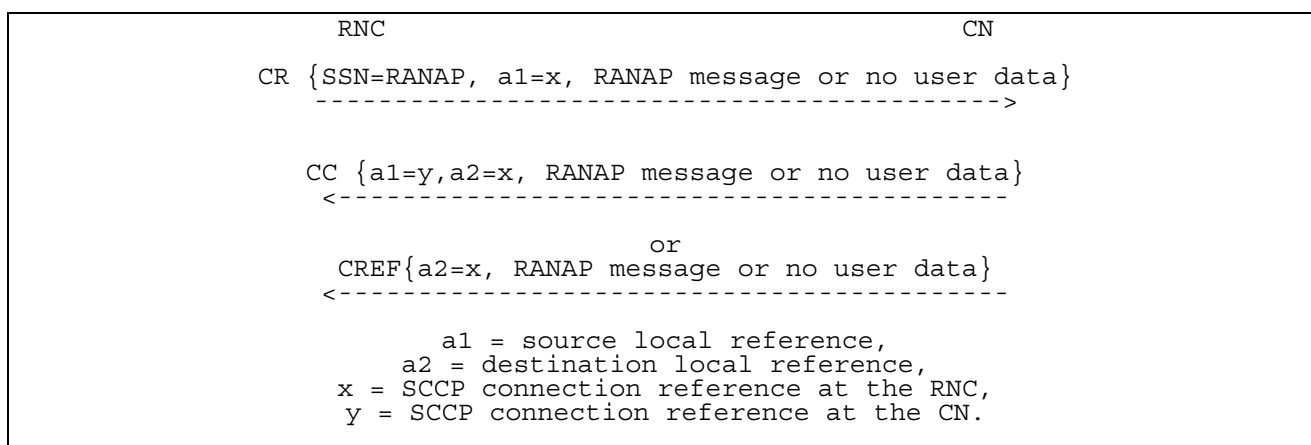 RNC CN
CR {SSN=RANAP, a1=x, RANAP message or no user data}
------------------------------------------->
CC {a1=y,a2=x, RANAP message or no user data}
<------------------------------------------
or
CREF{a2=x, RANAP message or no user data}
<------------------------------------------
a1 = source local reference,
a2 = destination local reference,
x = SCCP connection reference at the RNC,
y = SCCP connection reference at the CN.